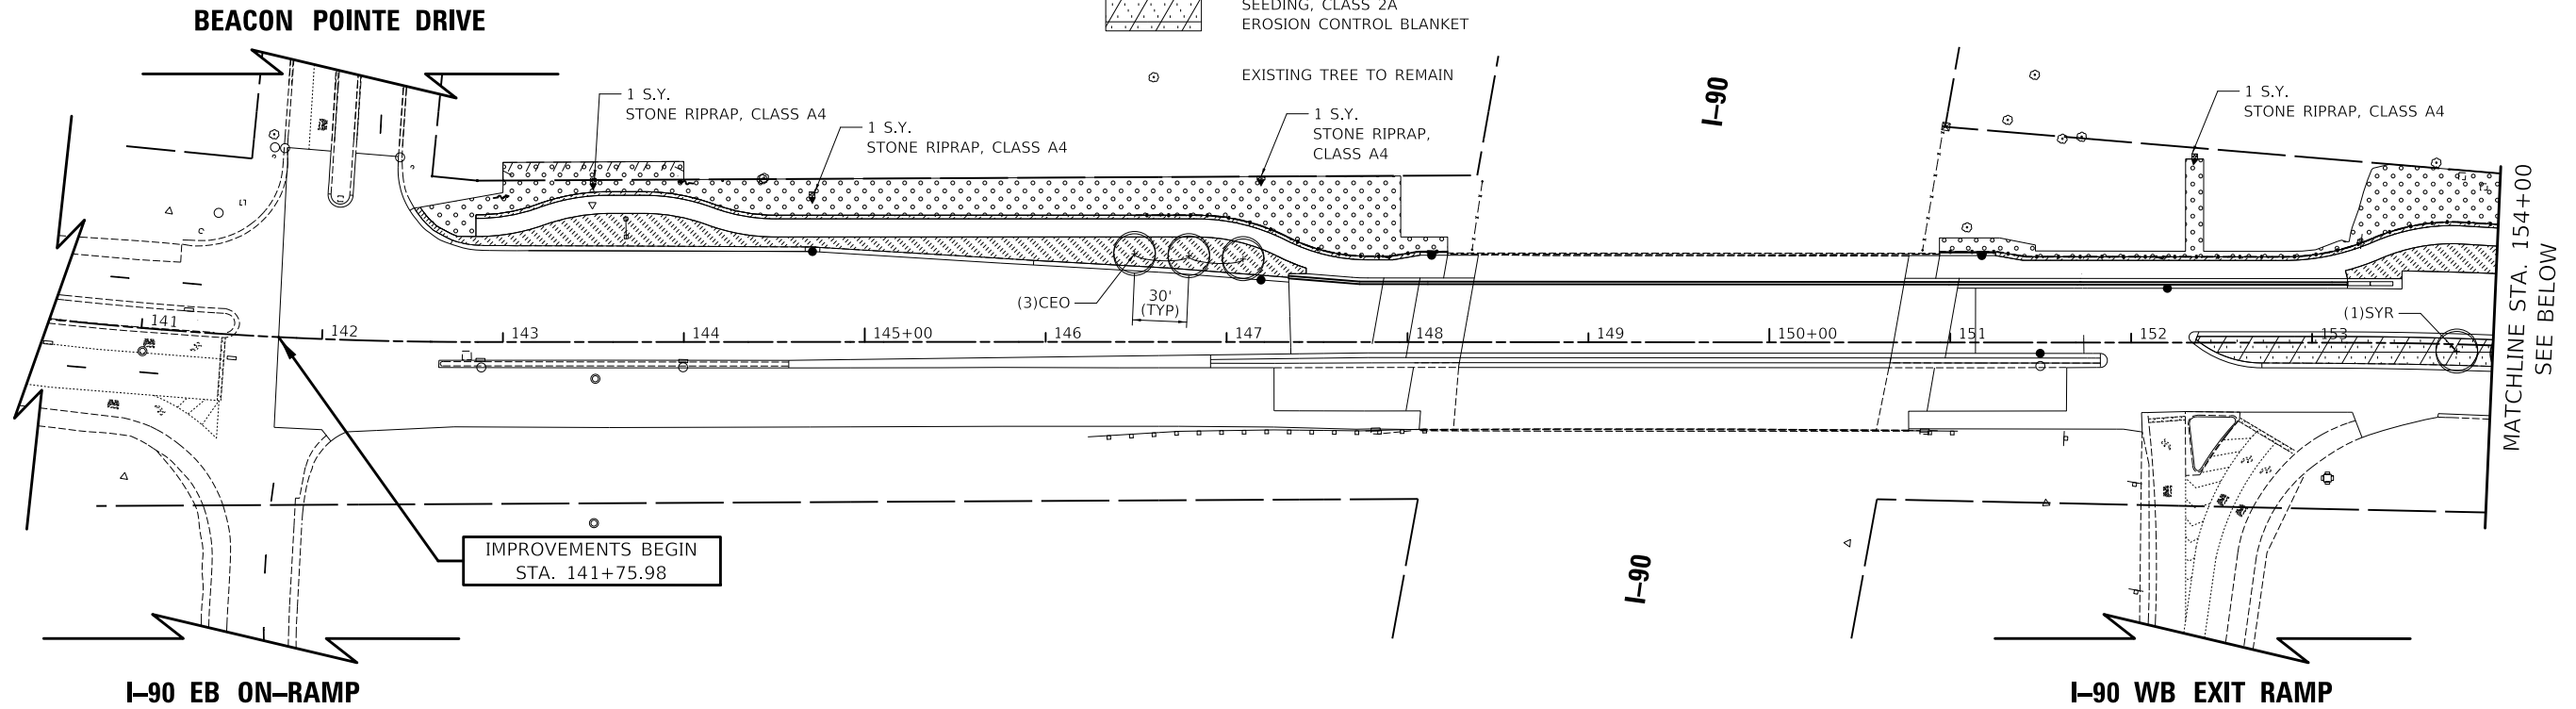 BEACON POINTE DRIVE
SEEDING, CLASS 2A
EROSION CONTROL BLANKET
EXISTING TREE TO REMAIN
1 S.Y.
STONE RIPRAP, CLASS A4
1 S.Y.
STONE RIPRAP, CLASS A4
1 S.Y.
STONE RIPRAP,
CLASS A4
I-90
1 S.Y.
STONE RIPRAP, CLASS A4
(3)CEO
30'
(TYP)
(1)SYR
141
142
143
144
145+00
146
147
148
149
150+00
151
152
153
MATCHLINE STA. 154+00
SEE BELOW
IMPROVEMENTS BEGIN
STA. 141+75.98
I-90
I-90 EB ON-RAMP
I-90 WB EXIT RAMP